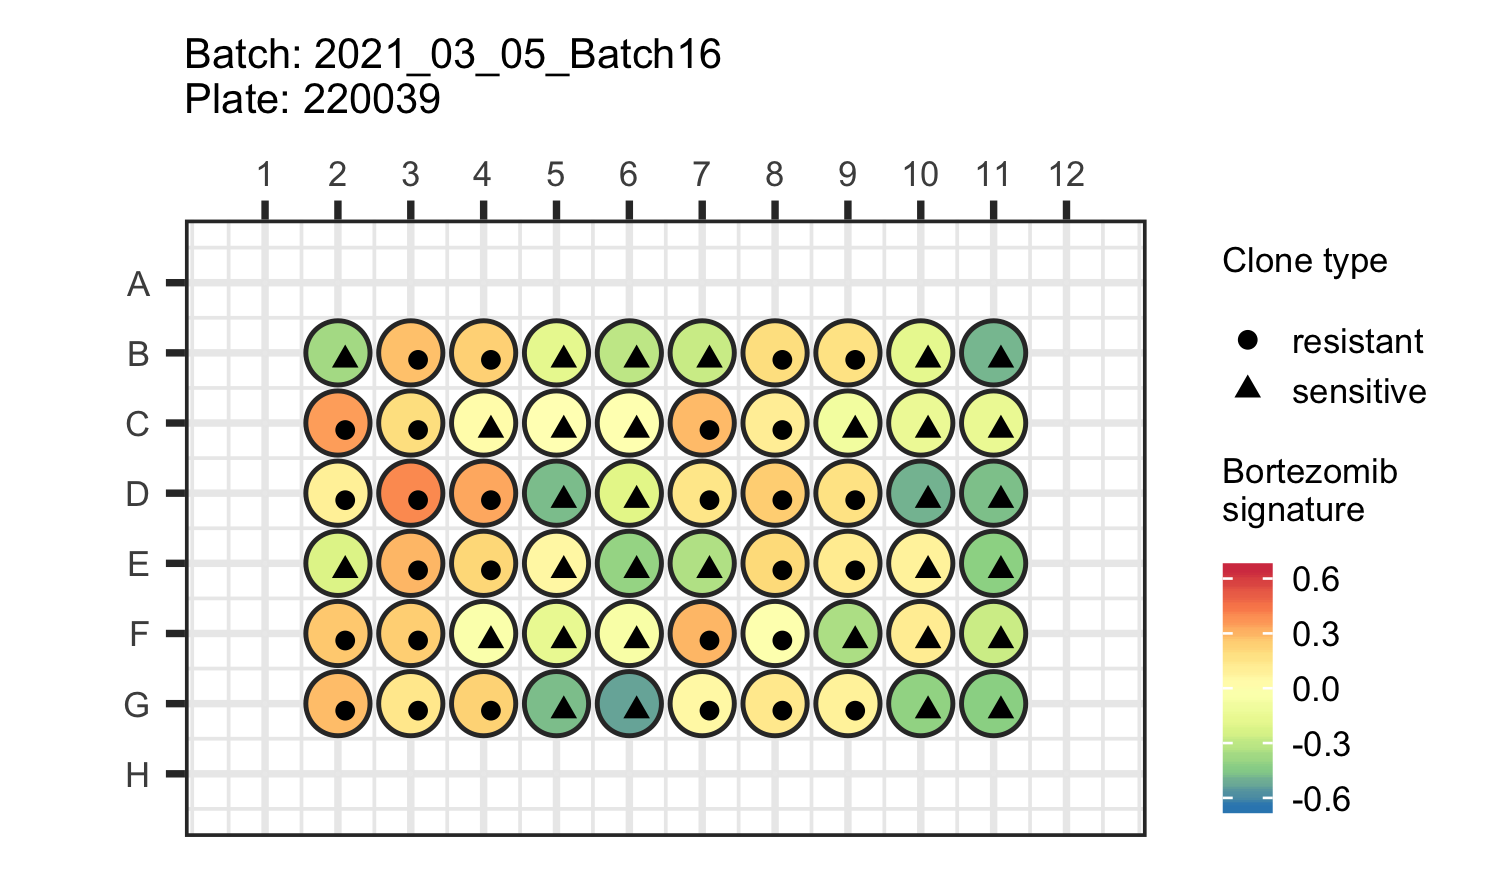 Batch: 2021_03_05_Batch16
Plate: 220039
1 2 3 4 5 6 7 8 9 10 11 12
A
B
C
D
E
F
G
H
Clone type
resistant
sensitive
Bortezomib
signature
0.6
0.3
0.0
-0.3
-0.6